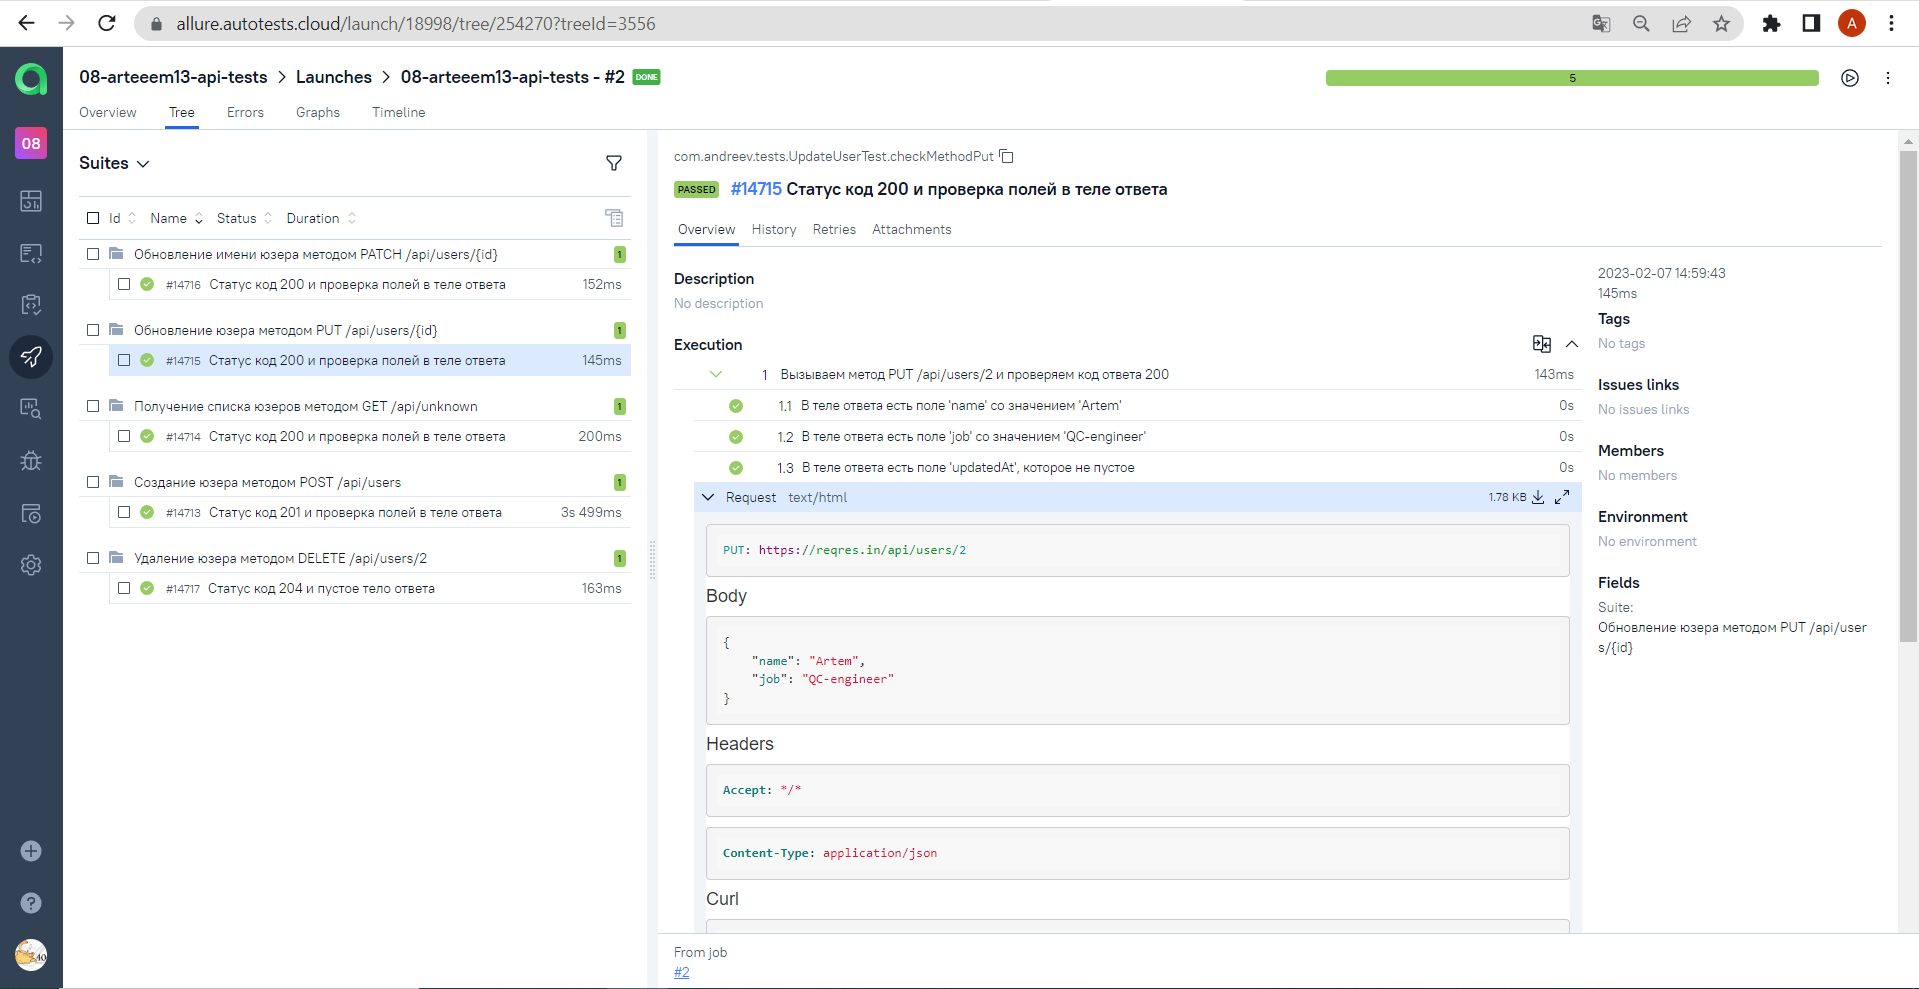 allure.autotests.cloud/launch/18998/tree/254270?treeId=3556
A
08-arteeem13-api-tests > Launches > 08-arteeem13-api-tests - #2 DONE
5
Overview Tree Errors Graphs Timeline
08
Suites
Id Name Status Duration
Обновление имени юзера методом PATCH /api/users/{id} 1
#14716 Статус код 200 и проверка полей в теле ответа 152ms
Обновление юзера методом PUT /api/users/{id} 1
#14715 Статус код 200 и проверка полей в теле ответа 145ms
Получение списка юзеров методом GET /api/unknown 1
#14714 Статус код 200 и проверка полей в теле ответа 200ms
Создание юзера методом POST /api/users 1
#14713 Статус код 201 и проверка полей в теле ответа 3s 499ms
Удаление юзера методом DELETE /api/users/2 1
#14717 Статус код 204 и пустое тело ответа 163ms
com.andreev.tests.UpdateUserTest.checkMethodPut
PASSED #14715 Статус код 200 и проверка полей в теле ответа
Overview History Retries Attachments
Description
No description
Execution
1 Вызываем метод PUT /api/users/2 и проверяем код ответа 200 143ms
1.1 В теле ответа есть поле 'name' со значением 'Artem' 0s
1.2 В теле ответа есть поле 'job' со значением 'QC-engineer' 0s
1.3 В теле ответа есть поле 'updatedAt', которое не пустое 0s
Request text/html 1.78 KB
PUT: https://reqres.in/api/users/2
Body
{
"name": "Artem",
"job": "QC-engineer"
}
Headers
Accept: */*
Content-Type: application/json
Curl
From job
#2
2023-02-07 14:59:43
145ms
Tags
No tags
Issues links
No issues links
Members
No members
Environment
No environment
Fields
Suite:
Обновление юзера методом PUT /api/user
s/{id}
40